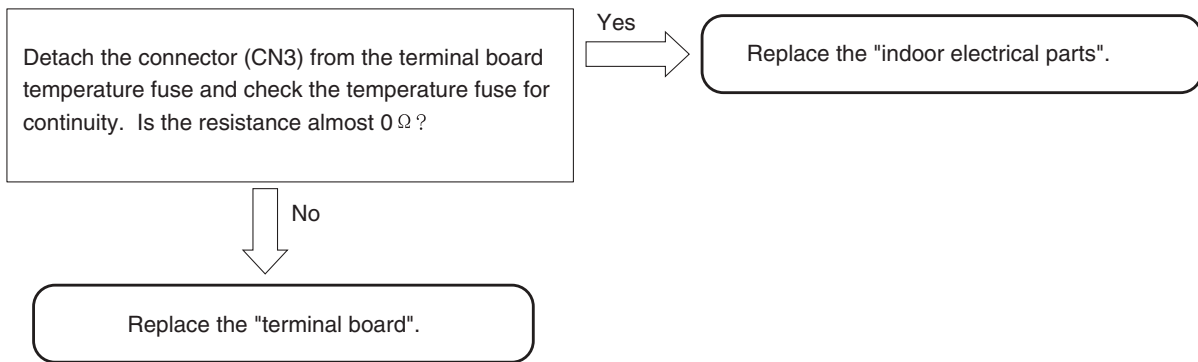 Detach the connector (CN3) from the terminal board
temperature fuse and check the temperature fuse for
continuity. Is the resistance almost 0 Ω?
Yes
Replace the "indoor electrical parts".
No
Replace the "terminal board".